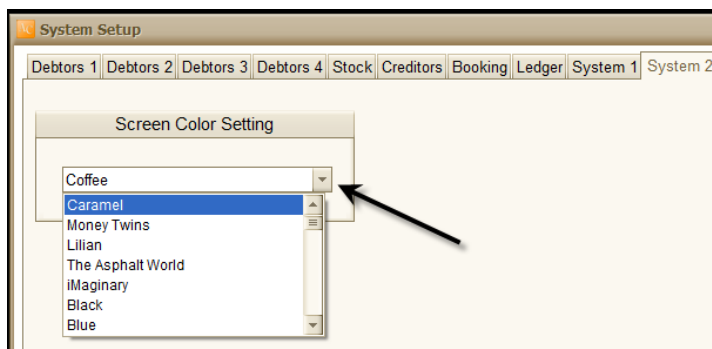 System Setup
Debtors 1 Debtors 2 Debtors 3 Debtors 4 Stock Creditors Booking Ledger System 1 System 2
Screen Color Setting
Coffee
Caramel
Money Twins
Lilian
The Asphalt World
iMaginary
Black
Blue